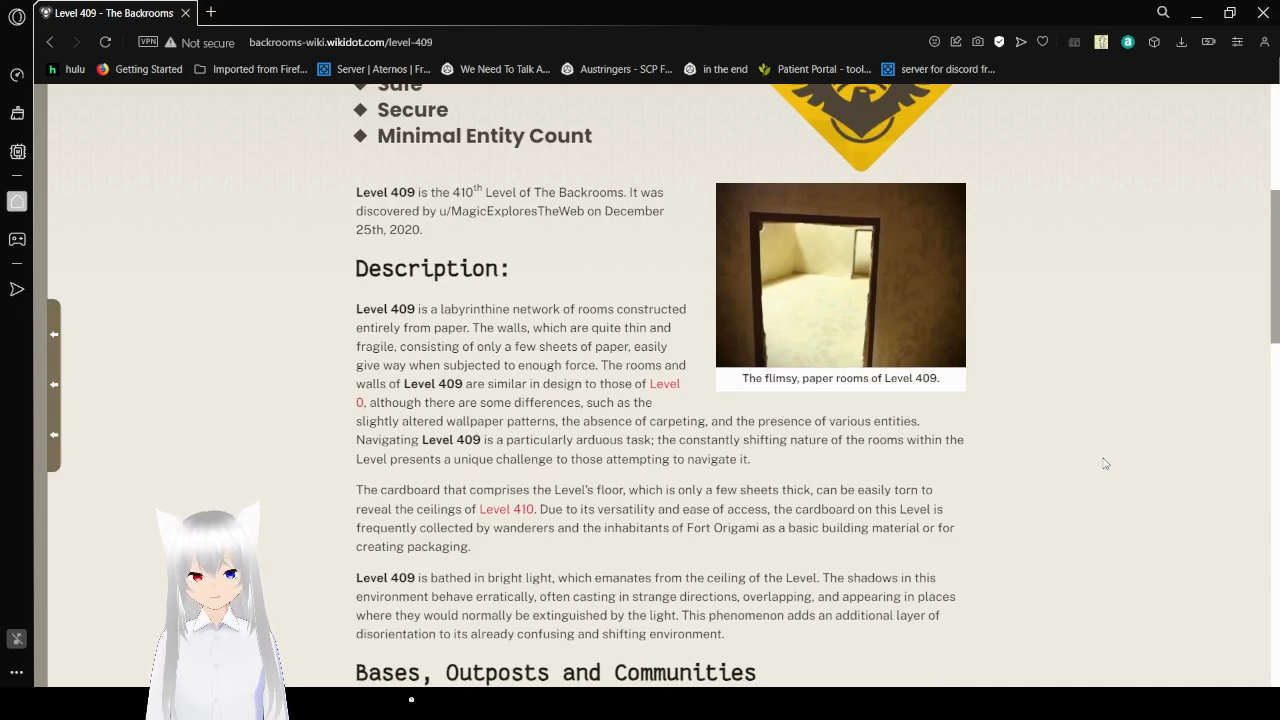 Level 409 - The Backrooms
VPN
Not secure
backrooms-wiki.wikidot.com/level-409
hulu
Getting Started
Imported from Firef...
Server | Aternos | Fr...
We Need To Talk A...
Austringers - SCP F...
in the end
Patient Portal - tool...
server for discord fr...
Safe
Secure
Minimal Entity Count
Level 409 is the 410th Level of The Backrooms. It was
discovered by u/MagicExploresTheWeb on December
25th, 2020.
Description:
Level 409 is a labyrinthine network of rooms constructed
entirely from paper. The walls, which are quite thin and
fragile, consisting of only a few sheets of paper, easily
give way when subjected to enough force. The rooms and
walls of Level 409 are similar in design to those of Level
0, although there are some differences, such as the
slightly altered wallpaper patterns, the absence of carpeting, and the presence of various entities.
Navigating Level 409 is a particularly arduous task; the constantly shifting nature of the rooms within the
Level presents a unique challenge to those attempting to navigate it.
The flimsy, paper rooms of Level 409.
The cardboard that comprises the Level's floor, which is only a few sheets thick, can be easily torn to
reveal the ceilings of Level 410. Due to its versatility and ease of access, the cardboard on this Level is
frequently collected by wanderers and the inhabitants of Fort Origami as a basic building material or for
creating packaging.
Level 409 is bathed in bright light, which emanates from the ceiling of the Level. The shadows in this
environment behave erratically, often casting in strange directions, overlapping, and appearing in places
where they would normally be extinguished by the light. This phenomenon adds an additional layer of
disorientation to its already confusing and shifting environment.
Bases, Outposts and Communities